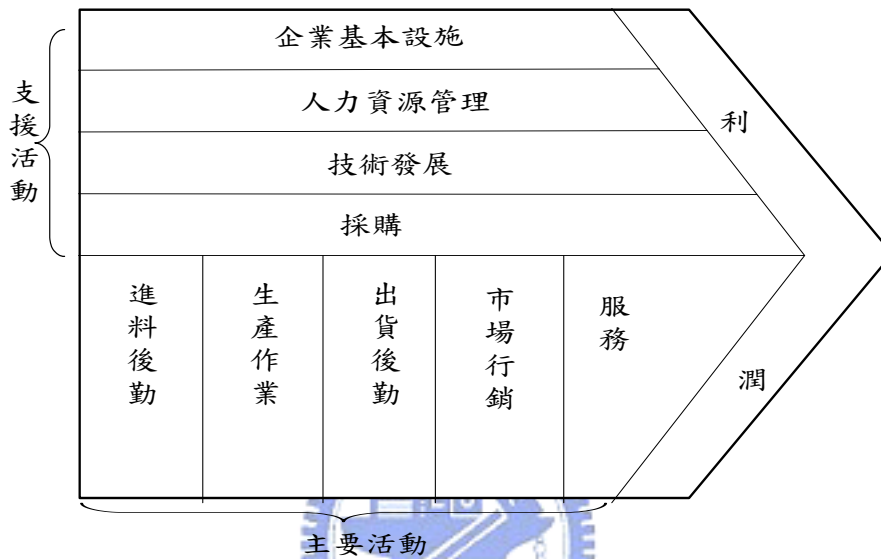 企業基本設施
人力資源管理
技術發展
採購
支援活動
進料後勤
生產作業
出貨後勤
市場行銷
服務
利潤
主要活動